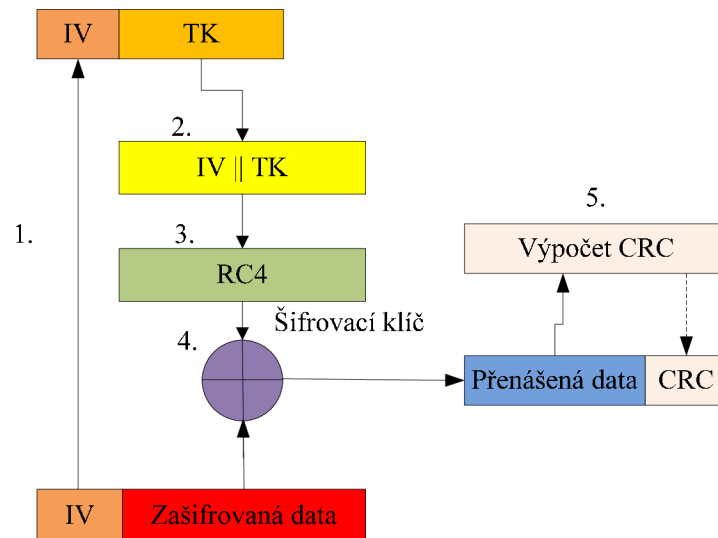 IV TK
2.
IV || TK
5.
1.
3.
Výpočet CRC
RC4
Šifrovací klíč
4.
Přenášená data CRC
IV Zašifrovaná data